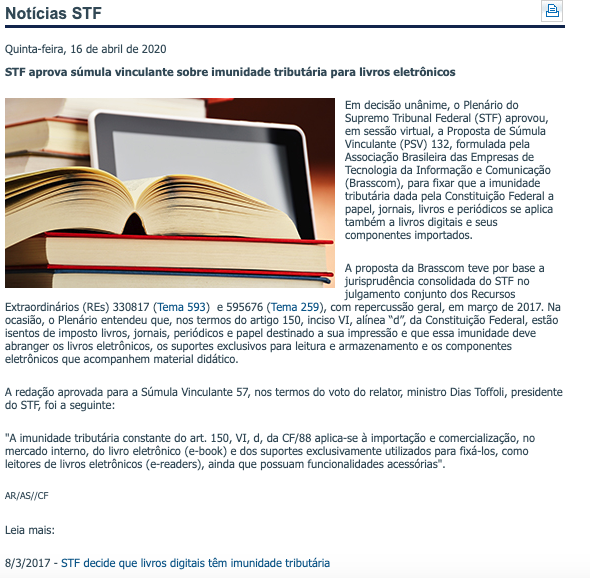 Notícias STF
Quinta-feira, 16 de abril de 2020
STF aprova súmula vinculante sobre imunidade tributária para livros eletrônicos
Em decisão unânime, o Plenário do
Supremo Tribunal Federal (STF) aprovou,
em sessão virtual, a Proposta de Súmula
Vinculante (PSV) 132, formulada pela
Associação Brasileira das Empresas de
Tecnologia da Informação e Comunicação
(Brasscom), para fixar que a imunidade
tributária dada pela Constituição Federal a
papel, jornais, livros e periódicos se aplica
também a livros digitais e seus
componentes importados.
A proposta da Brasscom teve por base a
jurisprudência consolidada do STF no
julgamento conjunto dos Recursos
Extraordinários (REs) 330817 (Tema 593) e 595676 (Tema 259), com repercussão geral, em março de 2017. Na
ocasião, o Plenário entendeu que, nos termos do artigo 150, inciso VI, alínea “d”, da Constituição Federal, estão
isentos de imposto livros, jornais, periódicos e papel destinado a sua impressão e que essa imunidade deve
abranger os livros eletrônicos, os suportes exclusivos para leitura e armazenamento e os componentes
eletrônicos que acompanhem material didático.
A redação aprovada para a Súmula Vinculante 57, nos termos do voto do relator, ministro Dias Toffoli, presidente
do STF, foi a seguinte:
"A imunidade tributária constante do art. 150, VI, d, da CF/88 aplica-se à importação e comercialização, no
mercado interno, do livro eletrônico (e-book) e dos suportes exclusivamente utilizados para fixá-los, como
leitores de livros eletrônicos (e-readers), ainda que possuam funcionalidades acessórias".
AR/AS//CF
Leia mais:
8/3/2017 - STF decide que livros digitais têm imunidade tributária